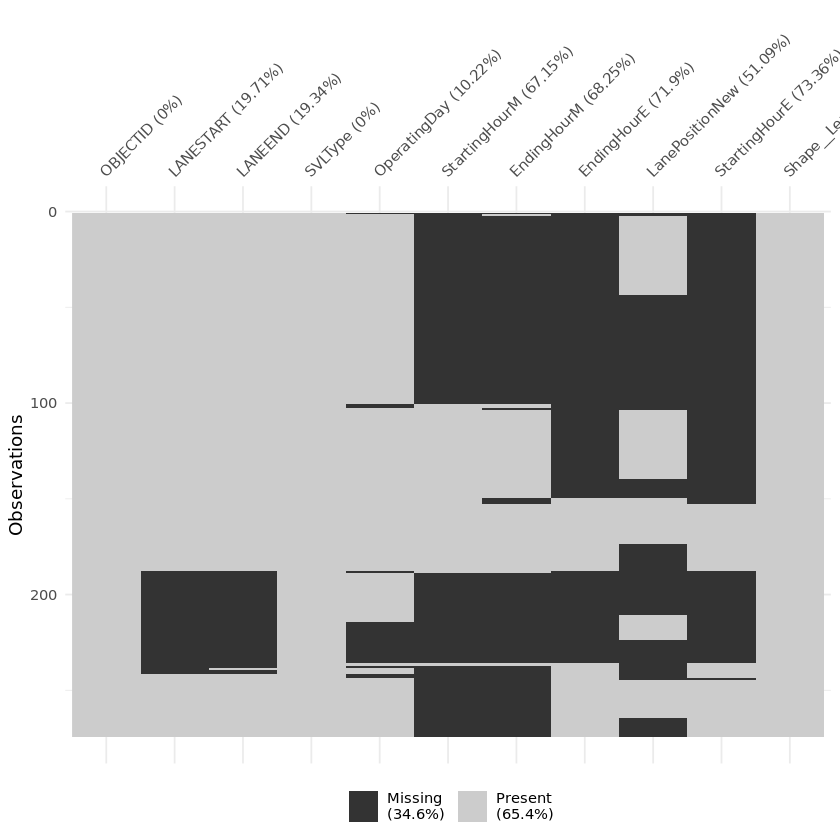 OBJECTID (0%)
LANESTART (19.71%)
LANEEND (19.34%)
SVLType (0%)
OperatingDay (10.22%)
StartingHourM (67.15%)
EndingHourM (68.25%)
EndingHourE (71.9%)
LanePositionNew (51.09%)
StartingHourE (73.36%)
Shape__Le
0
100
200
Observations
Missing
(34.6%)
Present
(65.4%)